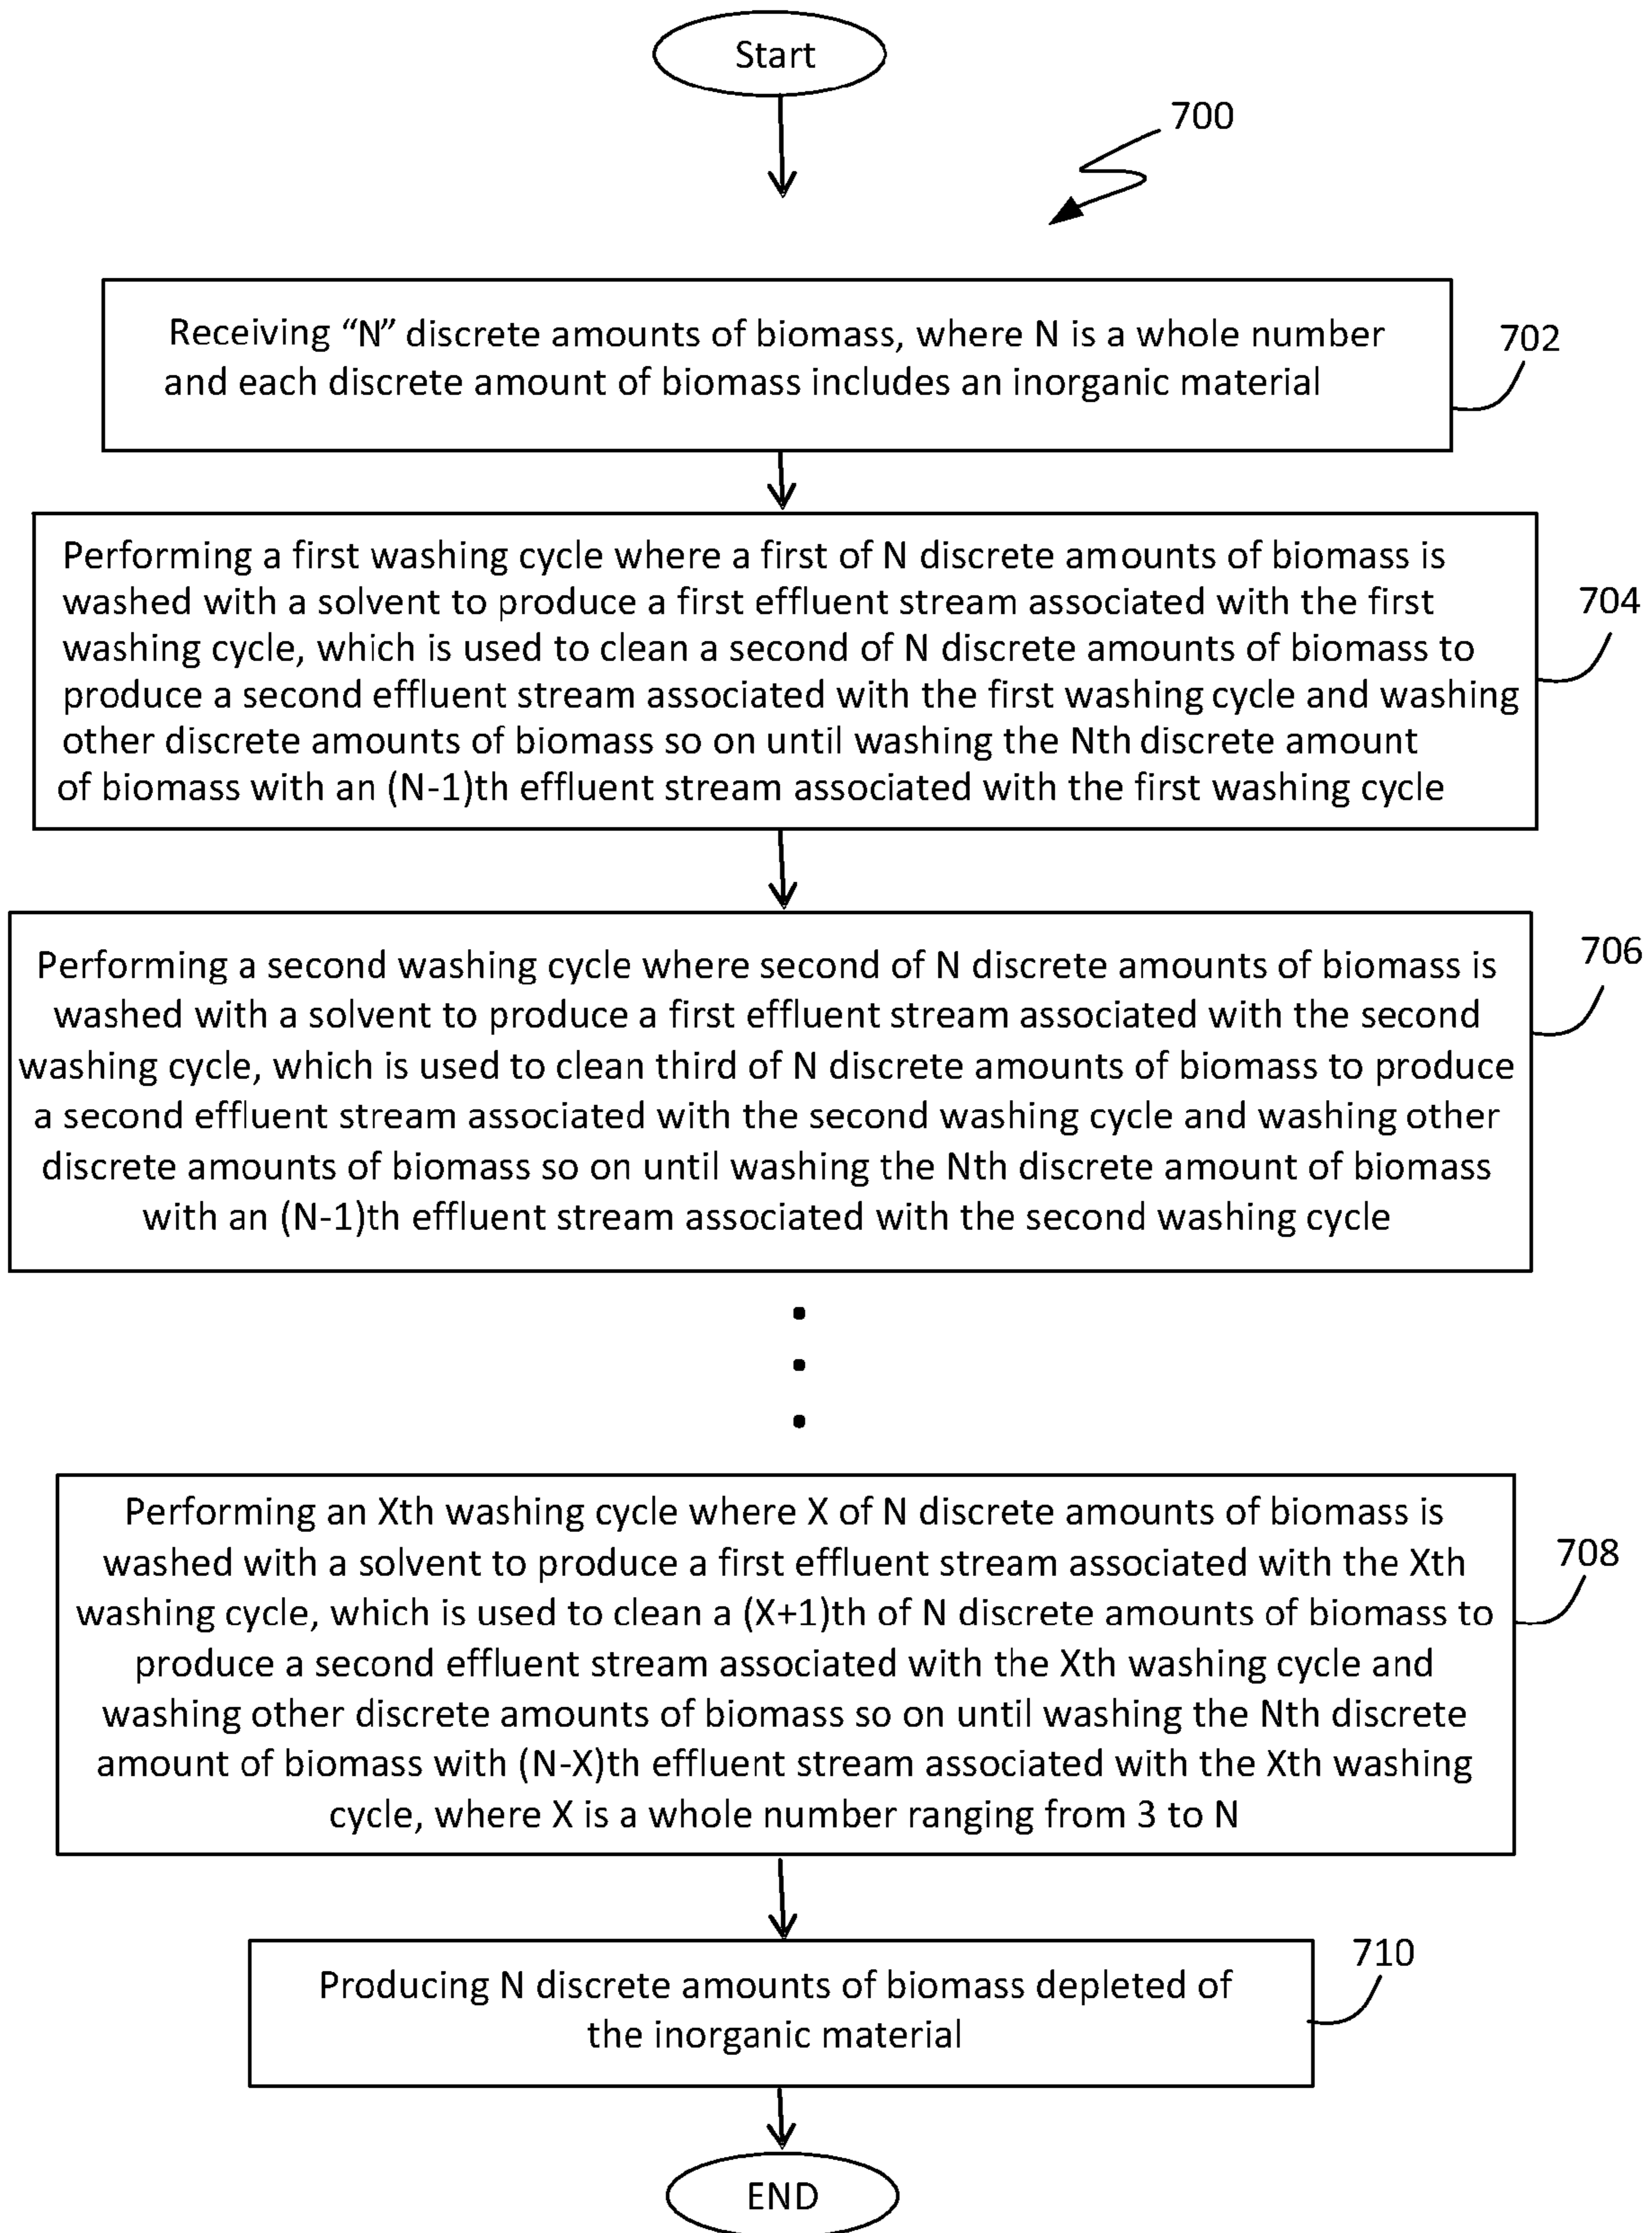 Start
700
Receiving “N” discrete amounts of biomass, where N is a whole number
and each discrete amount of biomass includes an inorganic material
702
Performing a first washing cycle where a first of N discrete amounts of biomass is
washed with a solvent to produce a first effluent stream associated with the first
washing cycle, which is used to clean a second of N discrete amounts of biomass to
produce a second effluent stream associated with the first washing cycle and washing
other discrete amounts of biomass so on until washing the Nth discrete amount
of biomass with an (N-1)th effluent stream associated with the first washing cycle
704
Performing a second washing cycle where second of N discrete amounts of biomass is
washed with a solvent to produce a first effluent stream associated with the second
washing cycle, which is used to clean third of N discrete amounts of biomass to produce
a second effluent stream associated with the second washing cycle and washing other
discrete amounts of biomass so on until washing the Nth discrete amount of biomass
with an (N-1)th effluent stream associated with the second washing cycle
706
Performing an Xth washing cycle where X of N discrete amounts of biomass is
washed with a solvent to produce a first effluent stream associated with the Xth
washing cycle, which is used to clean a (X+1)th of N discrete amounts of biomass to
produce a second effluent stream associated with the Xth washing cycle and
washing other discrete amounts of biomass so on until washing the Nth discrete
amount of biomass with (N-X)th effluent stream associated with the Xth washing
cycle, where X is a whole number ranging from 3 to N
708
Producing N discrete amounts of biomass depleted of
the inorganic material
710
END